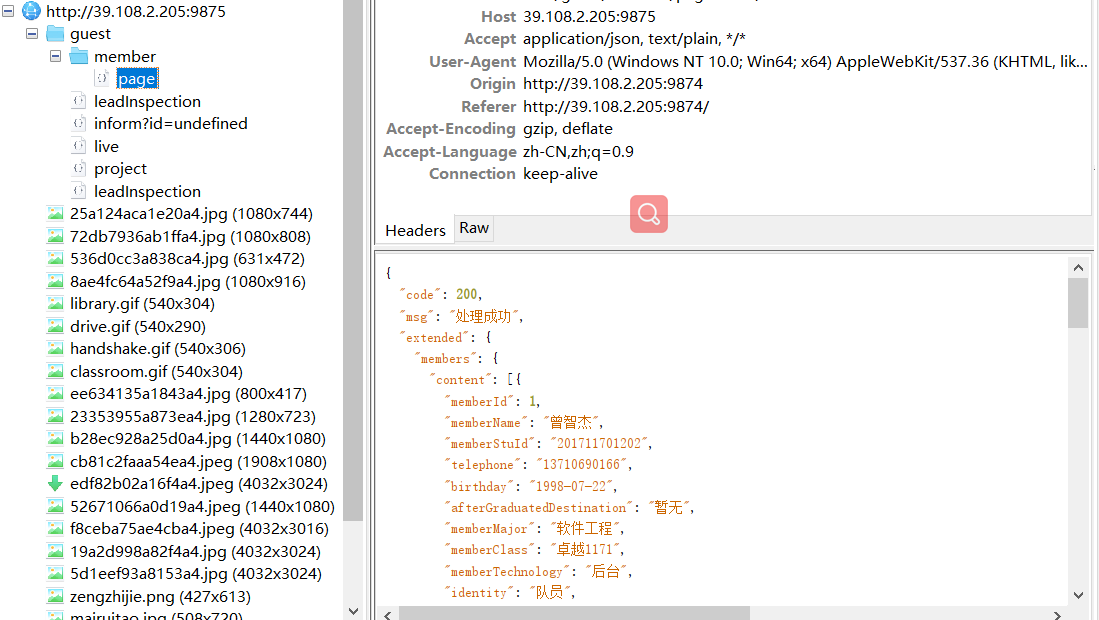 http://39.108.2.205:9875
guest
member
page
leadInspection
inform?id=undefined
live
project
leadInspection
25a124aca1e20a4.jpg (1080x744)
72db7936ab1ffa4.jpg (1080x808)
536d0cc3a838ca4.jpg (631x472)
8ae4fc64a52f9a4.jpg (1080x916)
library.gif (540x304)
drive.gif (540x290)
handshake.gif (540x306)
classroom.gif (540x304)
ee634135a1843a4.jpg (800x417)
23353955a873ea4.jpg (1280x723)
b28ec928a25d0a4.jpg (1440x1080)
cb81c2faaa54ea4.jpeg (1908x1080)
edf82b02a16f4a4.jpeg (4032x3024)
52671066a0d19a4.jpg (1440x1080)
f8ceba75ae4cba4.jpeg (4032x3016)
19a2d998a82f4a4.jpg (4032x3024)
5d1eef93a8153a4.jpg (4032x3024)
zengzhijie.png (427x613)
mairuitao.jpg (508x720)
Host 39.108.2.205:9875
Accept application/json, text/plain, */*
User-Agent Mozilla/5.0 (Windows NT 10.0; Win64; x64) AppleWebKit/537.36 (KHTML, lik...
Origin http://39.108.2.205:9874
Referer http://39.108.2.205:9874/
Accept-Encoding gzip, deflate
Accept-Language zh-CN,zh;q=0.9
Connection keep-alive
Headers Raw
{
"code": 200,
"msg": "处理成功",
"extended": {
"members": {
"content": [{
"memberId": 1,
"memberName": "曾智杰",
"memberStuId": "201711701202",
"telephone": "13710690166",
"birthday": "1998-07-22",
"afterGraduatedDestination": "暂无",
"memberMajor": "软件工程",
"memberClass": "卓越1171",
"memberTechnology": "后台",
"identity": "队员",